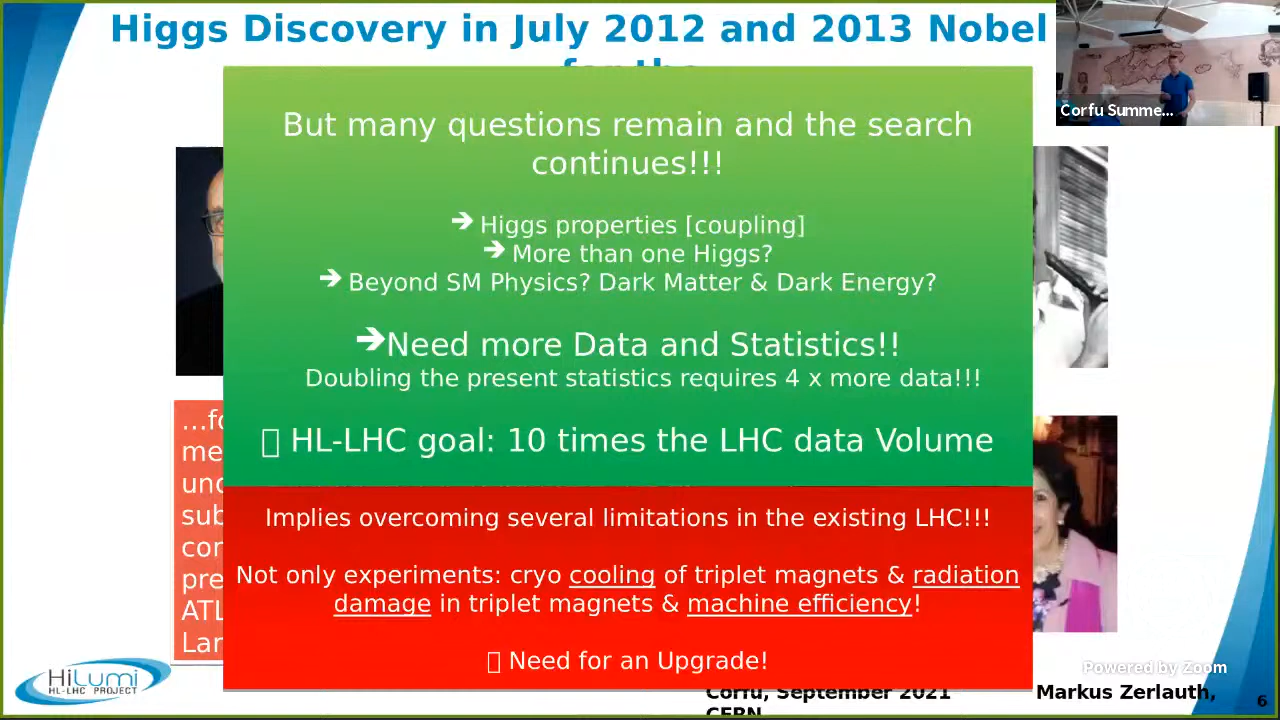 Higgs Discovery in July 2012 and 2013 Nobel
for the
Corfu Summe...
But many questions remain and the search
continues!!!
➔ Higgs properties [coupling]
➔ More than one Higgs?
➔ Beyond SM Physics? Dark Matter & Dark Energy?
➔Need more Data and Statistics!!
Doubling the present statistics requires 4 x more data!!!
HL-LHC goal: 10 times the LHC data Volume
Implies overcoming several limitations in the existing LHC!!!
Not only experiments: cryo cooling of triplet magnets & radiation
damage in triplet magnets & machine efficiency!
Need for an Upgrade!
HiLumi
HL-LHC PROJECT
Powered by Zoom
Corfu, September 2021
Markus Zerlauth,
CERN
6